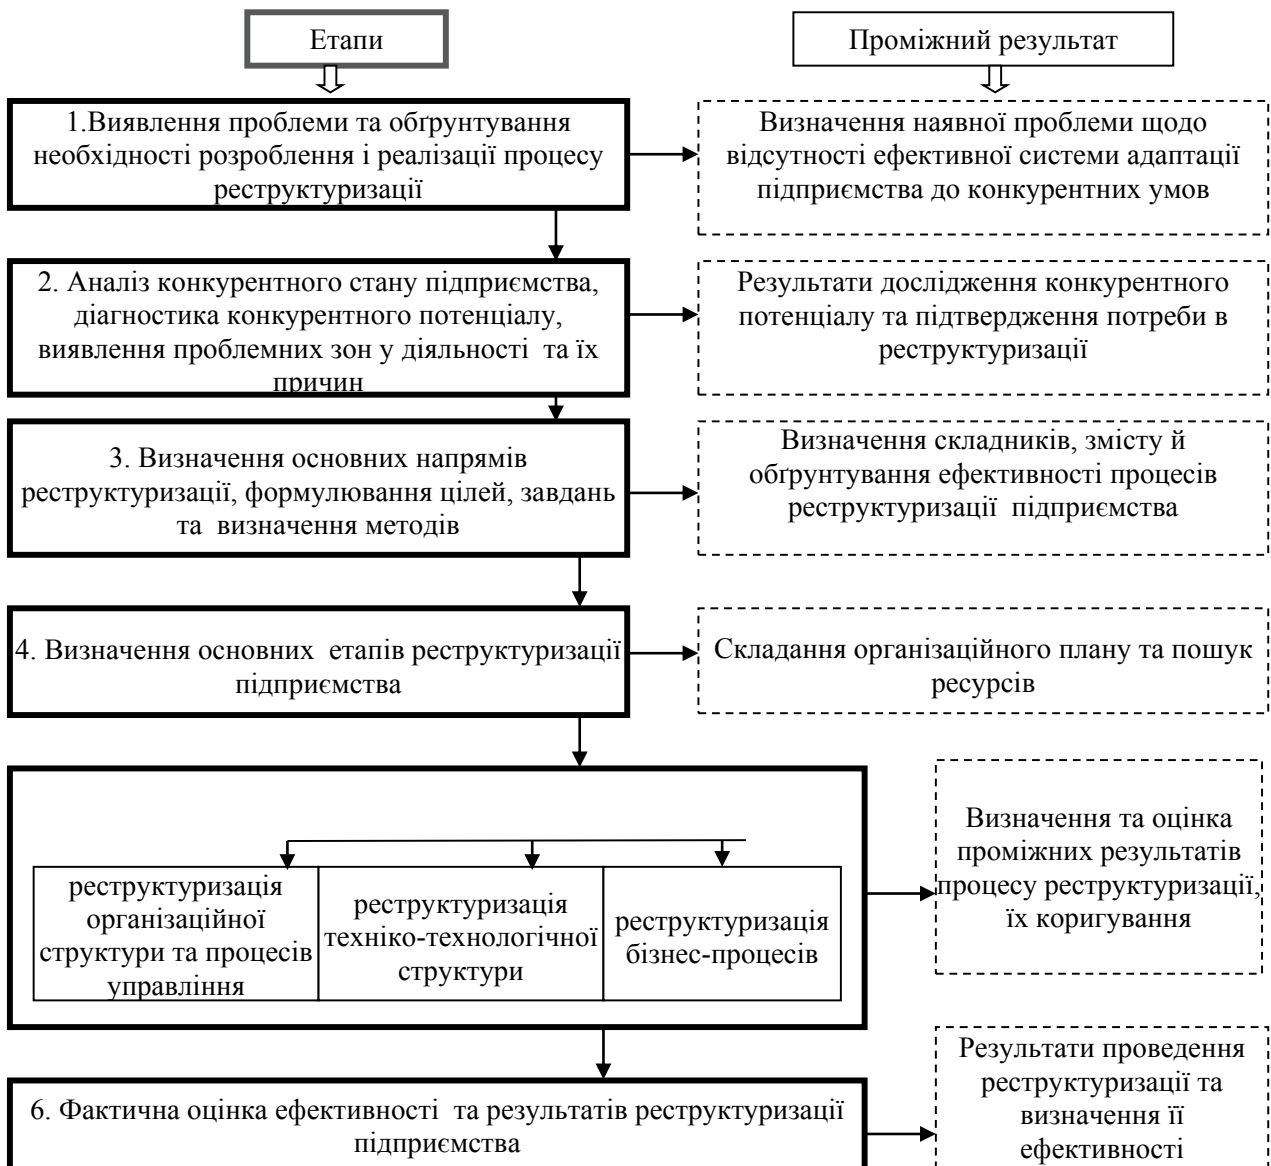 Етапи
Проміжний результат
1.Виявлення проблеми та обґрунтування
необхідності розроблення і реалізації процесу
реструктуризації
Визначення наявної проблеми щодо
відсутності ефективної системи адаптації
підприємства до конкурентних умов
2. Аналіз конкурентного стану підприємства,
діагностика конкурентного потенціалу,
виявлення проблемних зон у діяльності та їх
причин
Результати дослідження конкурентного
потенціалу та підтвердження потреби в
реструктуризації
3. Визначення основних напрямів
реструктуризації, формулювання цілей, завдань
та визначення методів
Визначення складників, змісту й
обґрунтування ефективності процесів
реструктуризації підприємства
4. Визначення основних етапів реструктуризації
підприємства
Складання організаційного плану та пошук
ресурсів
реструктуризація
організаційної
структури та процесів
управління
реструктуризація
техніко-технологічної
структури
реструктуризація
бізнес-процесів
Визначення та оцінка
проміжних результатів
процесу реструктуризації,
їх коригування
6. Фактична оцінка ефективності та результатів реструктуризації
підприємства
Результати проведення
реструктуризації та
визначення її
ефективності